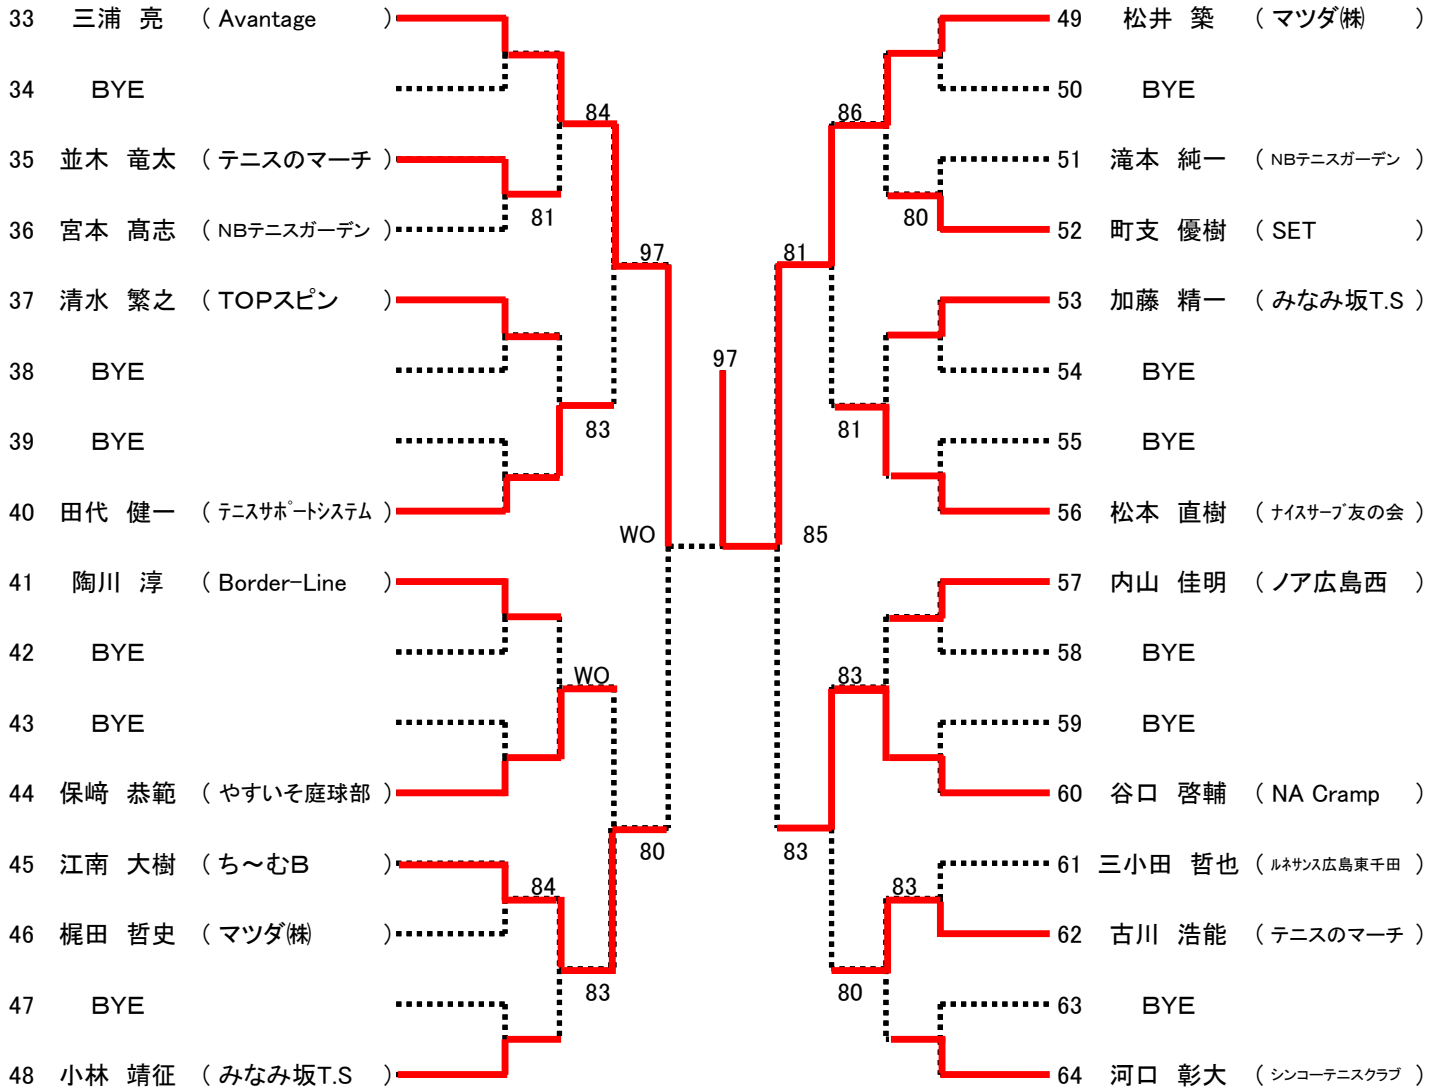 33 三浦 亮 ( Avantage )
34 BYE
35 並木 竜太 ( テニスのマーチ )
36 宮本 髙志 ( NBテニスガーデン )
37 清水 繁之 ( TOPスピン )
38 BYE
39 BYE
40 田代 健一 ( テニスサポートシステム )
41 陶川 淳 ( Border-Line )
42 BYE
43 BYE
44 保﨑 恭範 ( やすいそ庭球部 )
45 江南 大樹 ( ち～むB )
46 梶田 哲史 ( マツダ㈱ )
47 BYE
48 小林 靖征 ( みなみ坂T.S )
84
81
97
83
WO
WO
80
84
83
97
49 松井 築 ( マツダ㈱ )
50 BYE
51 滝本 純一 ( NBテニスガーデン )
52 町支 優樹 ( SET )
53 加藤 精一 ( みなみ坂T.S )
54 BYE
55 BYE
56 松本 直樹 ( ナイスサーブ友の会 )
57 内山 佳明 ( ノア広島西 )
58 BYE
59 BYE
60 谷口 啓輔 ( NA Cramp )
61 三小田 哲也 ( ルネサンス広島東千田 )
62 古川 浩能 ( テニスのマーチ )
63 BYE
64 河口 彰大 ( シンコーテニスクラブ )
86
80
81
81
85
83
83
83
80